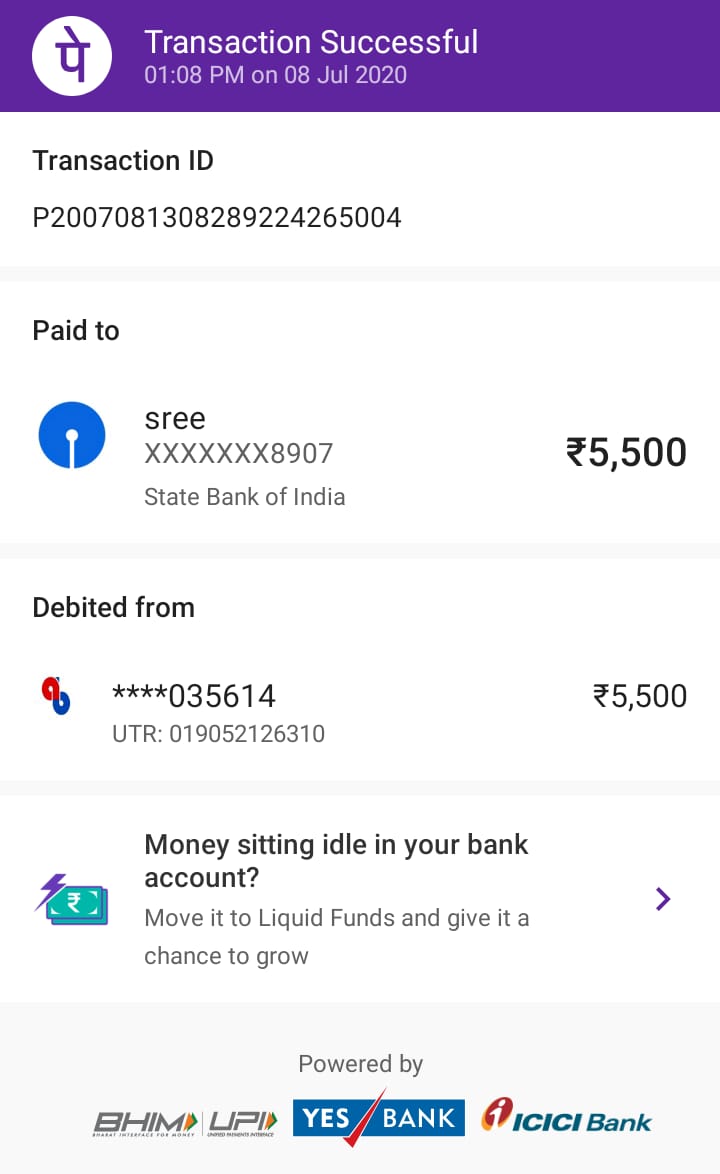 पे
Transaction Successful
01:08 PM on 08 Jul 2020
Transaction ID
P2007081308289224265004
Paid to
sree
XXXXXXX8907
₹5,500
State Bank of India
Debited from
****035614
₹5,500
UTR: 019052126310
Money sitting idle in your bank
account?
₹
Move it to Liquid Funds and give it a
chance to grow
Powered by
BHIM UPI YES BANK ICICI Bank
BHARAT INTERFACE FOR MONEY UNIFIED PAYMENTS INTERFACE